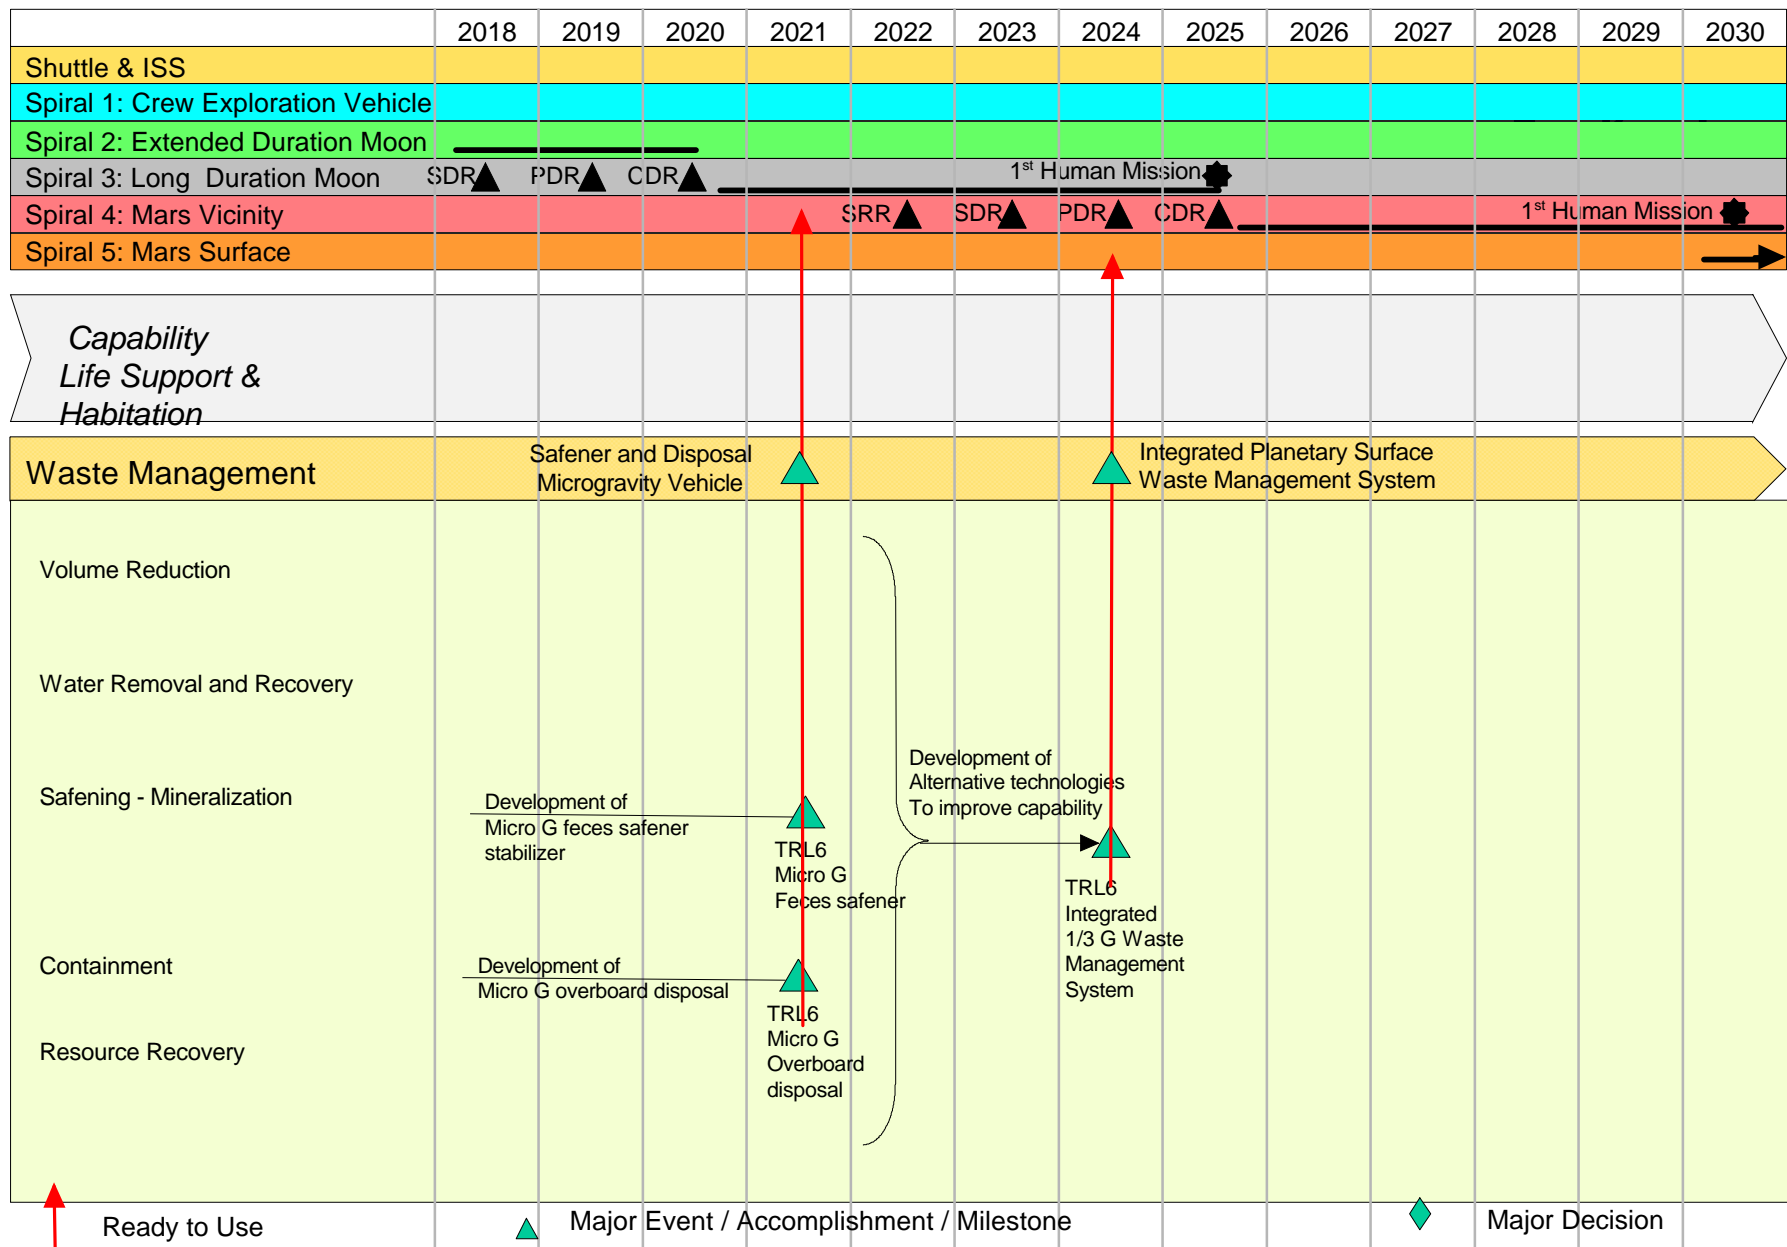 2018 2019 2020 2021 2022 2023 2024 2025 2026 2027 2028 2029 2030
Shuttle & ISS
Spiral 1: Crew Exploration Vehicle
Spiral 2: Extended Duration Moon
Spiral 3: Long Duration Moon SDR PDR CDR 1st Human Mission
Spiral 4: Mars Vicinity SRR SDR PDR CDR 1st Human Mission
Spiral 5: Mars Surface
Capability
Life Support &
Habitation
Waste Management
Safener and Disposal
Microgravity Vehicle
Integrated Planetary Surface
Waste Management System
Volume Reduction
Water Removal and Recovery
Safening - Mineralization
Development of
Micro G feces safener
stabilizer
TRL6
Micro G
Feces safener
Development of
Alternative technologies
To improve capability
TRL6
Integrated
1/3 G Waste
Management
System
Containment
Development of
Micro G overboard disposal
TRL6
Micro G
Overboard
disposal
Resource Recovery
Ready to Use
Major Event / Accomplishment / Milestone
Major Decision